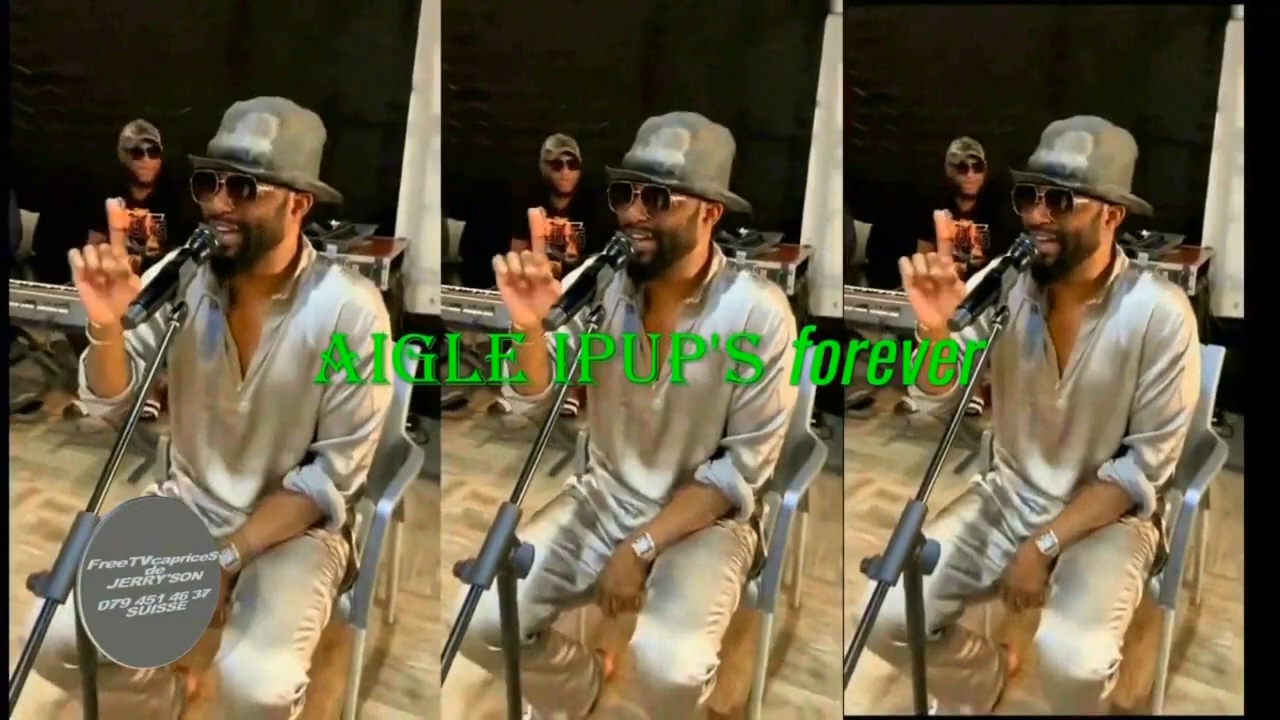 AIGLE IPUP'S forever
FreeTVcapriceS
de
JERRY'SON
079 451 46 37
SUISSE